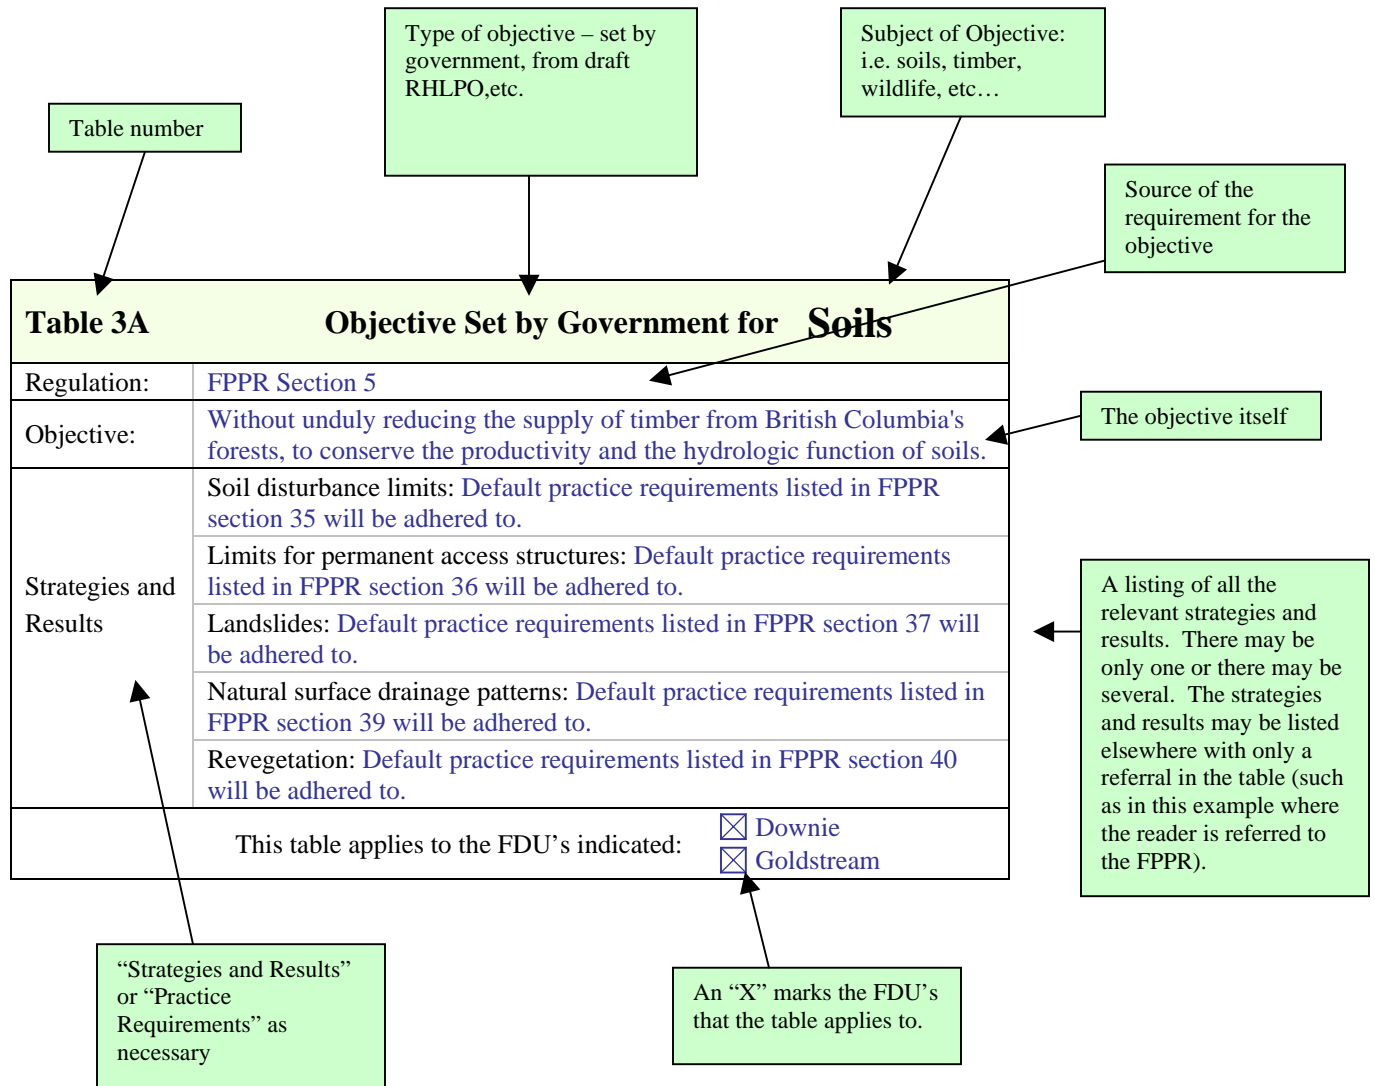 Type of objective – set by
government, from draft
RHLPO,etc.
Subject of Objective:
i.e. soils, timber,
wildlife, etc…
Table number
Source of the
requirement for the
objective
Table 3A Objective Set by Government for Soils
Regulation: FPPR Section 5
Objective:
Without unduly reducing the supply of timber from British Columbia's
forests, to conserve the productivity and the hydrologic function of soils.
The objective itself
Strategies and
Results
Soil disturbance limits: Default practice requirements listed in FPPR
section 35 will be adhered to.
Limits for permanent access structures: Default practice requirements
listed in FPPR section 36 will be adhered to.
Landslides: Default practice requirements listed in FPPR section 37 will
be adhered to.
Natural surface drainage patterns: Default practice requirements listed in
FPPR section 39 will be adhered to.
Revegetation: Default practice requirements listed in FPPR section 40
will be adhered to.
A listing of all the
relevant strategies and
results.  There may be
only one or there may be
several.  The strategies
and results may be listed
elsewhere with only a
referral in the table (such
as in this example where
the reader is referred to
the FPPR).
This table applies to the FDU's indicated:
☒ Downie
☒ Goldstream
“Strategies and Results”
or “Practice
Requirements” as
necessary
An “X” marks the FDU’s
that the table applies to.